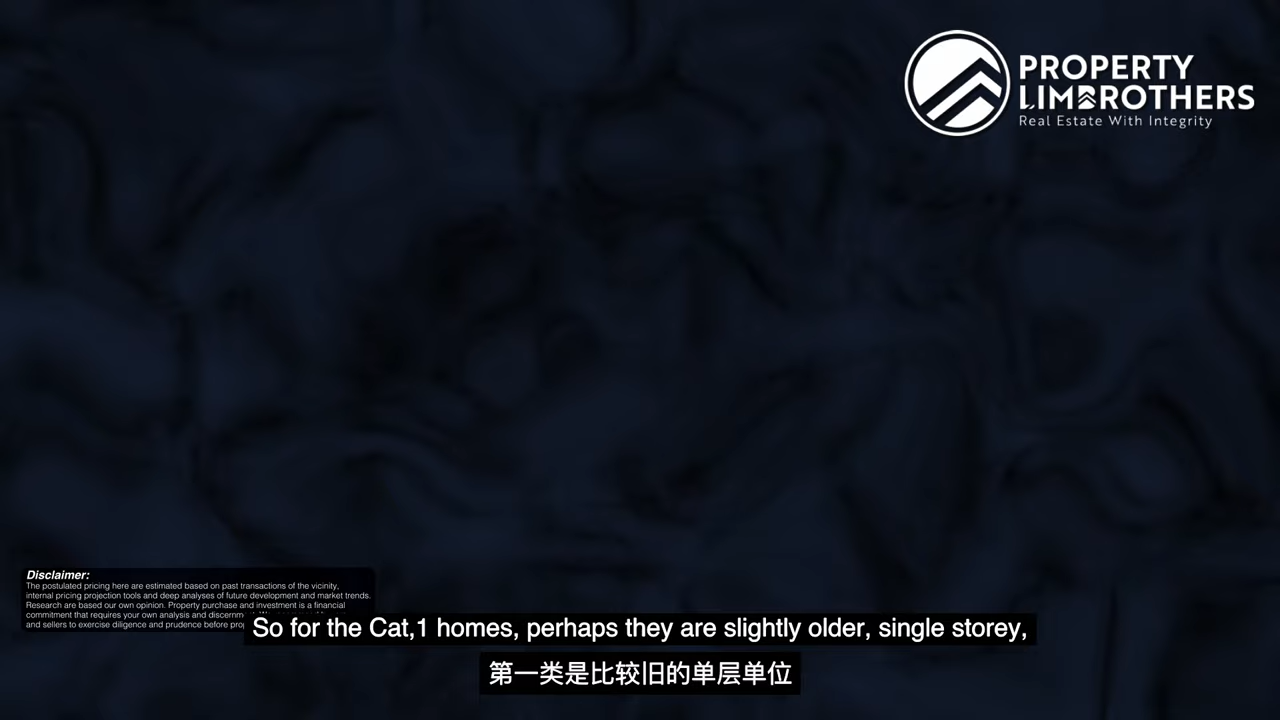 PROPERTY
LIMBROTHERS
Real Estate With Integrity
Disclaimer:
The postulated pricing here are estimated based on past transactions of the vicinity,
internal pricing projection tools and deep analyses of future development and market trends.
Research are based our own opinion. Property purchase and investment is a financial
commitment that requires your own analysis and
and sellers to exercise diligence and prudence before
So for the Cat,1 homes, perhaps they are slightly older, single storey,
第一类是比较旧的单层单位